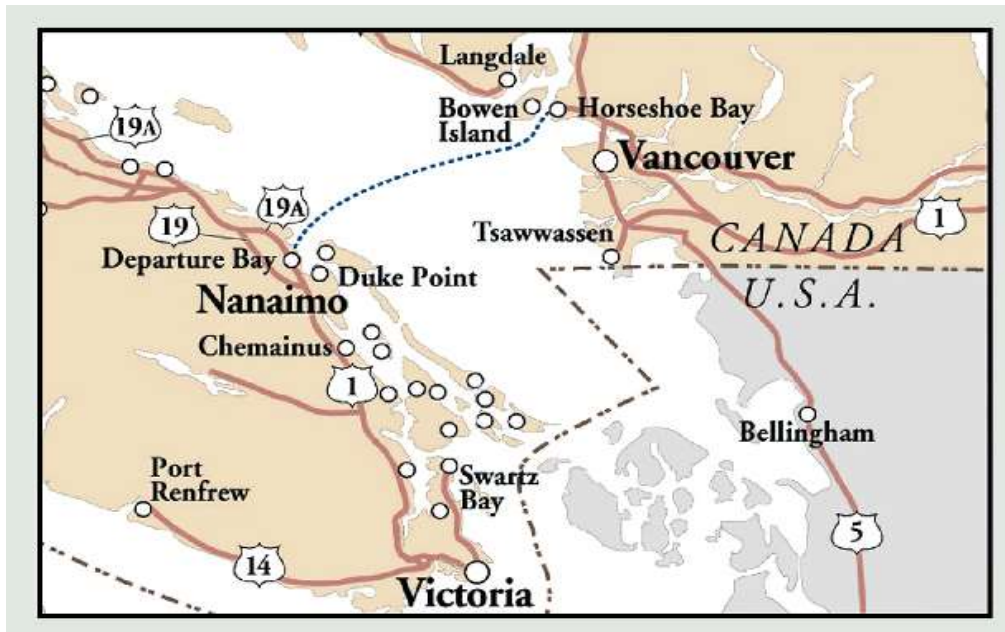 Langdale
19A
Bowen
Island
Horseshoe Bay
Vancouver
19A
19
1
Tsawwassen
CANADA
Departure Bay
Duke Point
U.S.A.
Nanaimo
Chemainus
1
Bellingham
Port
Renfrew
Swartz
Bay
5
14
Victoria